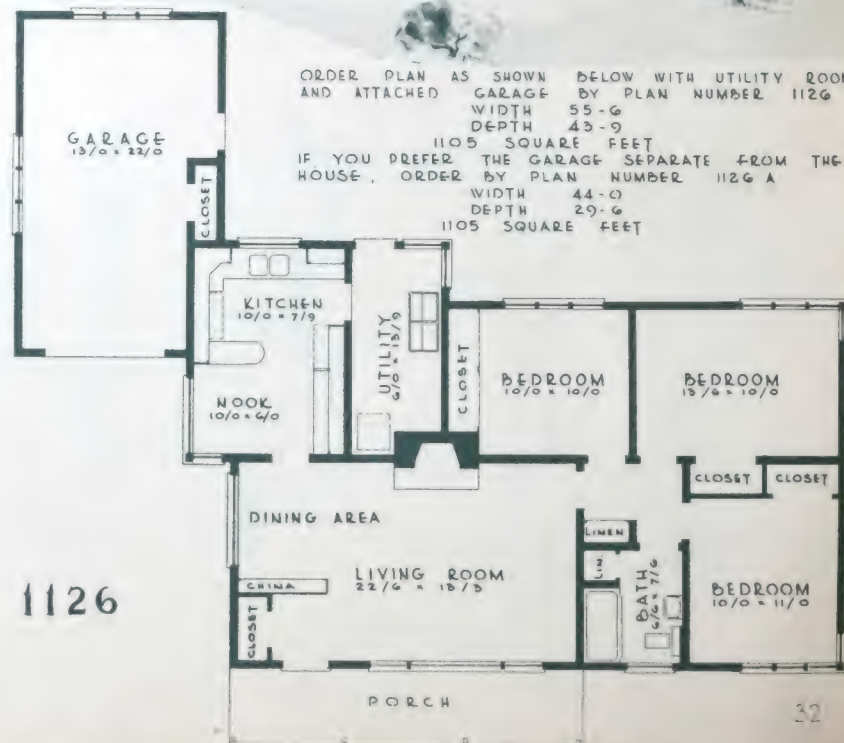 ORDER PLAN AS SHOWN BELOW WITH UTILITY ROOM
AND ATTACHED GARAGE BY PLAN NUMBER 1126
WIDTH 55-6
DEPTH 43-9
1105 SQUARE FEET
IF YOU PREFER THE GARAGE SEPARATE FROM THE
HOUSE, ORDER BY PLAN NUMBER 1126 A
WIDTH 44-0
DEPTH 29-6
1105 SQUARE FEET
GARAGE
13/0 x 22/0
CLOSET
KITCHEN
10/0 x 7/9
NOOK
10/0 x 6/0
UTILITY
6/0 x 13/9
CLOSET
BEDROOM
10/0 x 10/0
BEDROOM
13/6 x 10/0
CLOSET
CLOSET
DINING AREA
LINEN
CHINA
LIVING ROOM
22/6 x 13/3
CLOSET
LIN.
BATH
6/6 x 7/6
BEDROOM
10/0 x 11/0
1126
PORCH
32